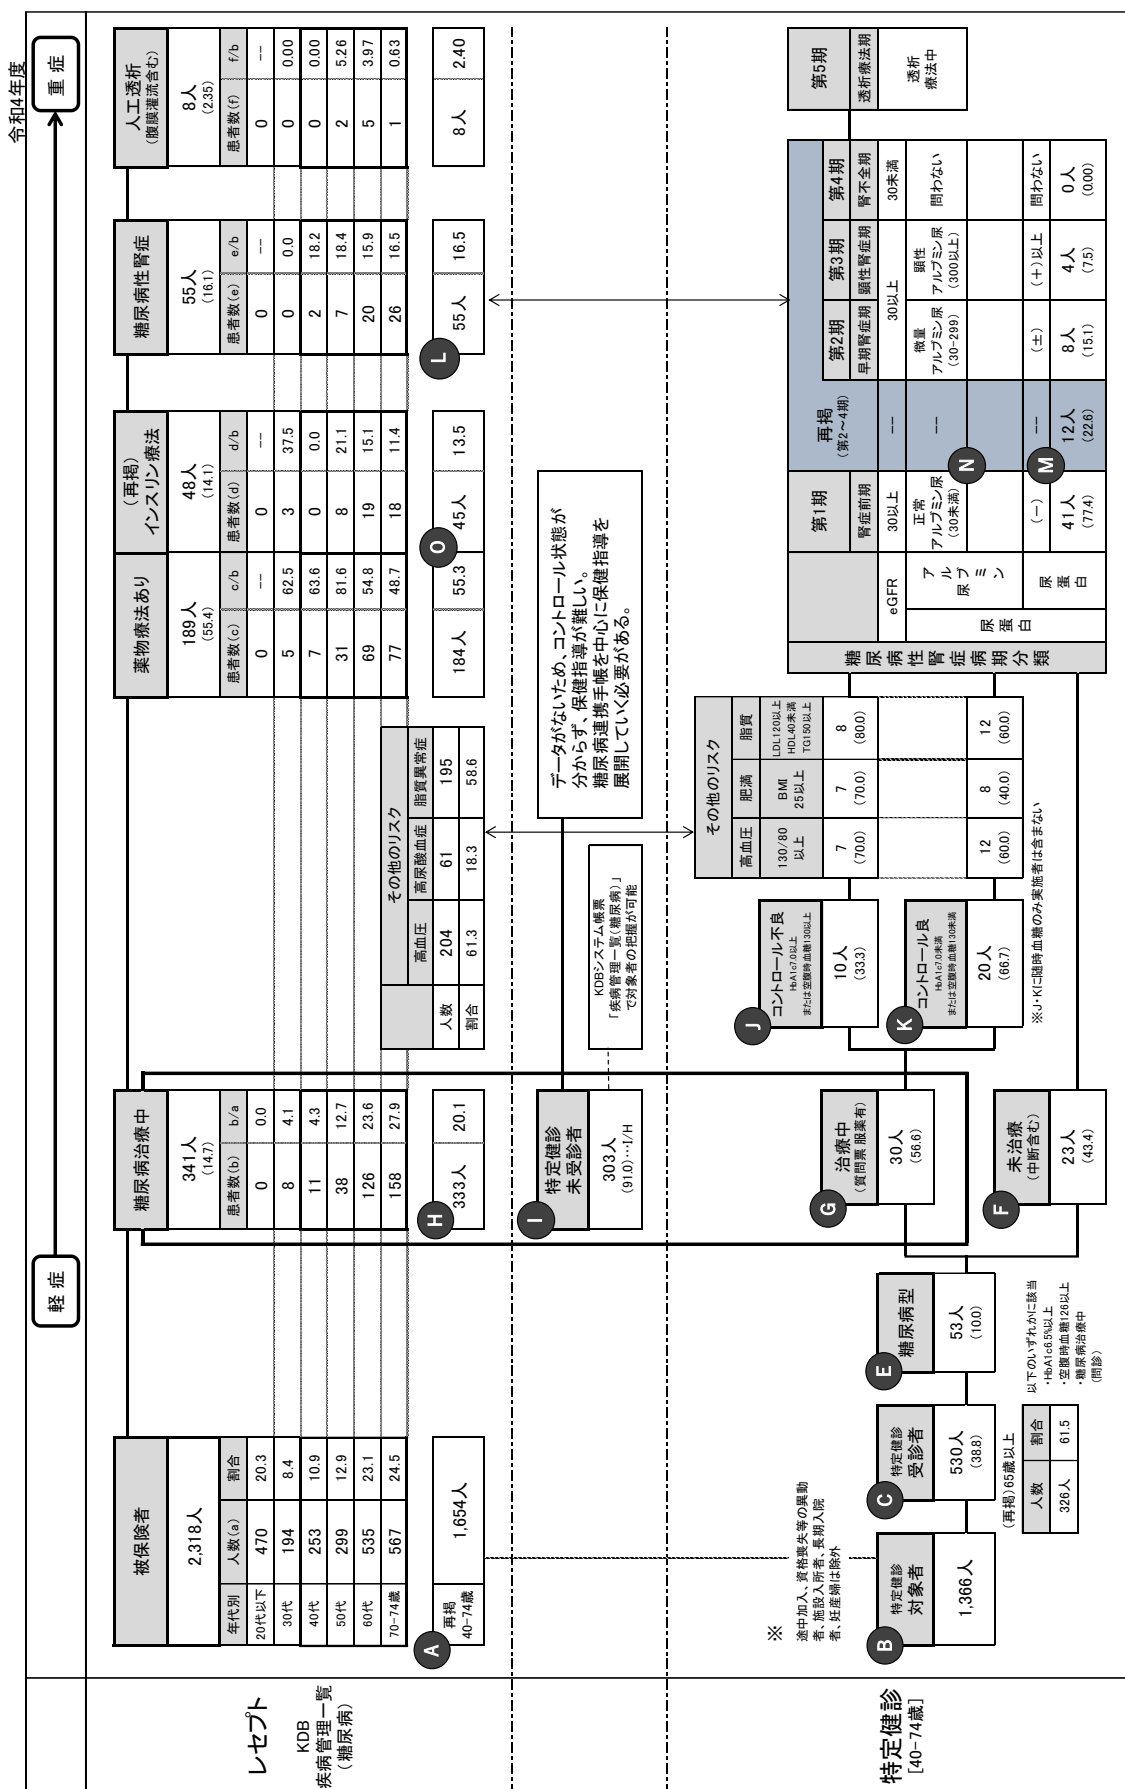 令和4年度
軽症
重症
レセプト
KDB
疾病管理一覧
(糖尿病)
被保険者
2,318人
年代別 人数(a) 割合
20代以下 470 20.3
30代 194 8.4
40代 253 10.9
50代 299 12.9
60代 535 23.1
70-74歳 567 24.5
A
再掲
40-74歳
1,654人
糖尿病治療中
341人
(14.7)
患者数(b) b/a
0 0.0
8 4.1
11 4.3
38 12.7
126 23.6
158 27.9
H
333人 20.1
その他のリスク
高血圧 高尿酸血症 脂質異常症
人数 204 61 195
割合 61.3 18.3 58.6
薬物療法あり
189人
(55.4)
患者数(c) c/b
0 --
5 62.5
7 63.6
31 81.6
69 54.8
77 48.7
184人 55.3
O
(再掲)
インスリン療法
48人
(14.1)
患者数(d) d/b
0 --
3 37.5
0 0.0
8 21.1
19 15.1
18 11.4
45人 13.5
糖尿病性腎症
55人
(16.1)
患者数(e) e/b
0 --
0 0.0
2 18.2
7 18.4
20 15.9
26 16.5
L
55人 16.5
人工透析
(腹膜灌流含む)
8人
(2.35)
患者数(f) f/b
0 --
0 0.00
0 0.00
2 5.26
5 3.97
1 0.63
8人 2.40
I
特定健診
未受診者
303人
(91.0)…I/H
KDBシステム帳票
「疾病管理一覧(糖尿病)」
で対象者の把握が可能
データがないため、コントロール状態が
分からず、保健指導が難しい。
糖尿病連携手帳を中心に保健指導を
展開していく必要がある。
特定健診
[40-74歳]
※
途中加入、資格喪失等の異動
者、施設入所者、長期入院
者、妊産婦は除外
B
特定健診
対象者
1,366人
C
特定健診
受診者
530人
(38.8)
(再掲)65歳以上
人数 割合
326人 61.5
E
糖尿病型
53人
(10.0)
以下のいずれかに該当
・HbA1c6.5%以上
・空腹時血糖126以上
・糖尿病治療中
(問診)
G
治療中
(質問票 服薬有)
30人
(56.6)
F
未治療
(中断含む)
23人
(43.4)
J
コントロール不良
HbA1c7.0以上
または空腹時血糖130以上
10人
(33.3)
K
コントロール良
HbA1c7.0未満
または空腹時血糖130未満
20人
(66.7)
※J・Kに随時血糖のみ実施者は含まない
その他のリスク
高血圧 肥満 脂質
130/80
以上
BMI
25以上
LDL120以上
HDL40未満
TG150以上
7
(70.0)
7
(70.0)
8
(80.0)
12
(60.0)
8
(40.0)
12
(60.0)
糖尿病性腎症病期分類
eGFR
尿蛋白
尿アルブミン
尿蛋白
第1期
腎症前期
30以上
正常
アルブミン尿
(30未満)
(－)
41人
(77.4)
再掲
(第2~4期)
--
--
N
M
--
12人
(22.6)
第2期 第3期 第4期
早期腎症期 顕性腎症期 腎不全期
30以上 30未満
微量
アルブミン尿
(30-299)
顕性
アルブミン尿
(300以上)
問わない
(±) (+)以上 問わない
8人
(15.1)
4人
(7.5)
0人
(0.00)
第5期
透析療法期
透析
療法中